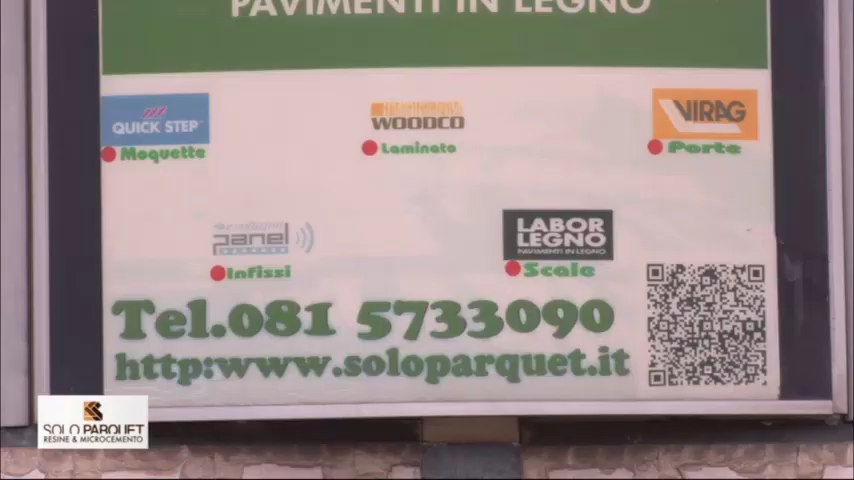 PAVIMENTI IN LEGNO
QUICK STEP
WOODCO
VIRAG
Moquette
Laminato
Porte
panel
LABOR
LEGNO
PAVIMENTI IN LEGNO
Infissi
Scale
Tel.081 5733090
http:www.soloparquet.it
SOLO PARQUET
RESINE & MICROCEMENTO